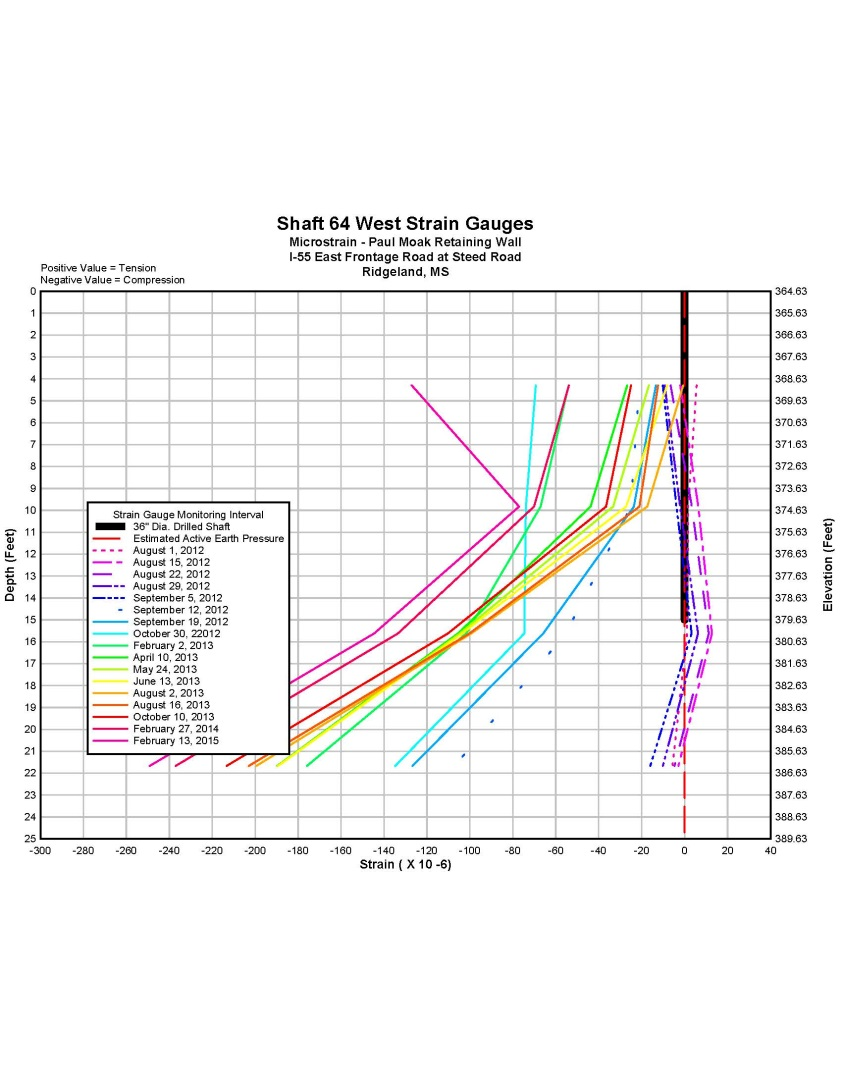 Shaft 64 West Strain Gauges
Microstrain - Paul Moak Retaining Wall
I-55 East Frontage Road at Steed Road
Ridgeland, MS
Positive Value = Tension
Negative Value = Compression
0 364.63
1 365.63
2 366.63
3 367.63
4 368.63
5 369.63
6 370.63
7 371.63
8 372.63
9 373.63
10 374.63
11 375.63
12 376.63
13 377.63
14 378.63
15 379.63
16 380.63
17 381.63
18 382.63
19 383.63
20 384.63
21 385.63
22 386.63
23 387.63
24 388.63
25 389.63
Depth (Feet)
Elevation (Feet)
Strain Gauge Monitoring Interval
36" Dia. Drilled Shaft
Estimated Active Earth Pressure
August 1, 2012
August 15, 2012
August 22, 2012
August 29, 2012
September 5, 2012
September 12, 2012
September 19, 2012
October 30, 22012
February 2, 2013
April 10, 2013
May 24, 2013
June 13, 2013
August 2, 2013
August 16, 2013
October 10, 2013
February 27, 2014
February 13, 2015
-300 -280 -260 -240 -220 -200 -180 -160 -140 -120 -100 -80 -60 -40 -20 0 20 40
Strain ( X 10 -6)